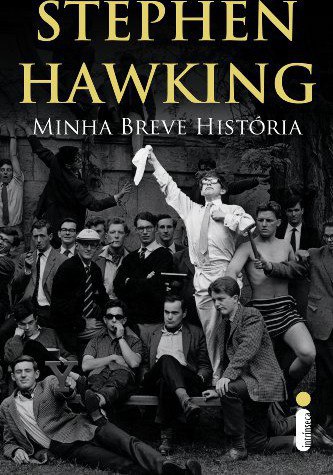 STEPHEN
HAWKING
MINHA BREVE HISTÓRIA
intrínseca